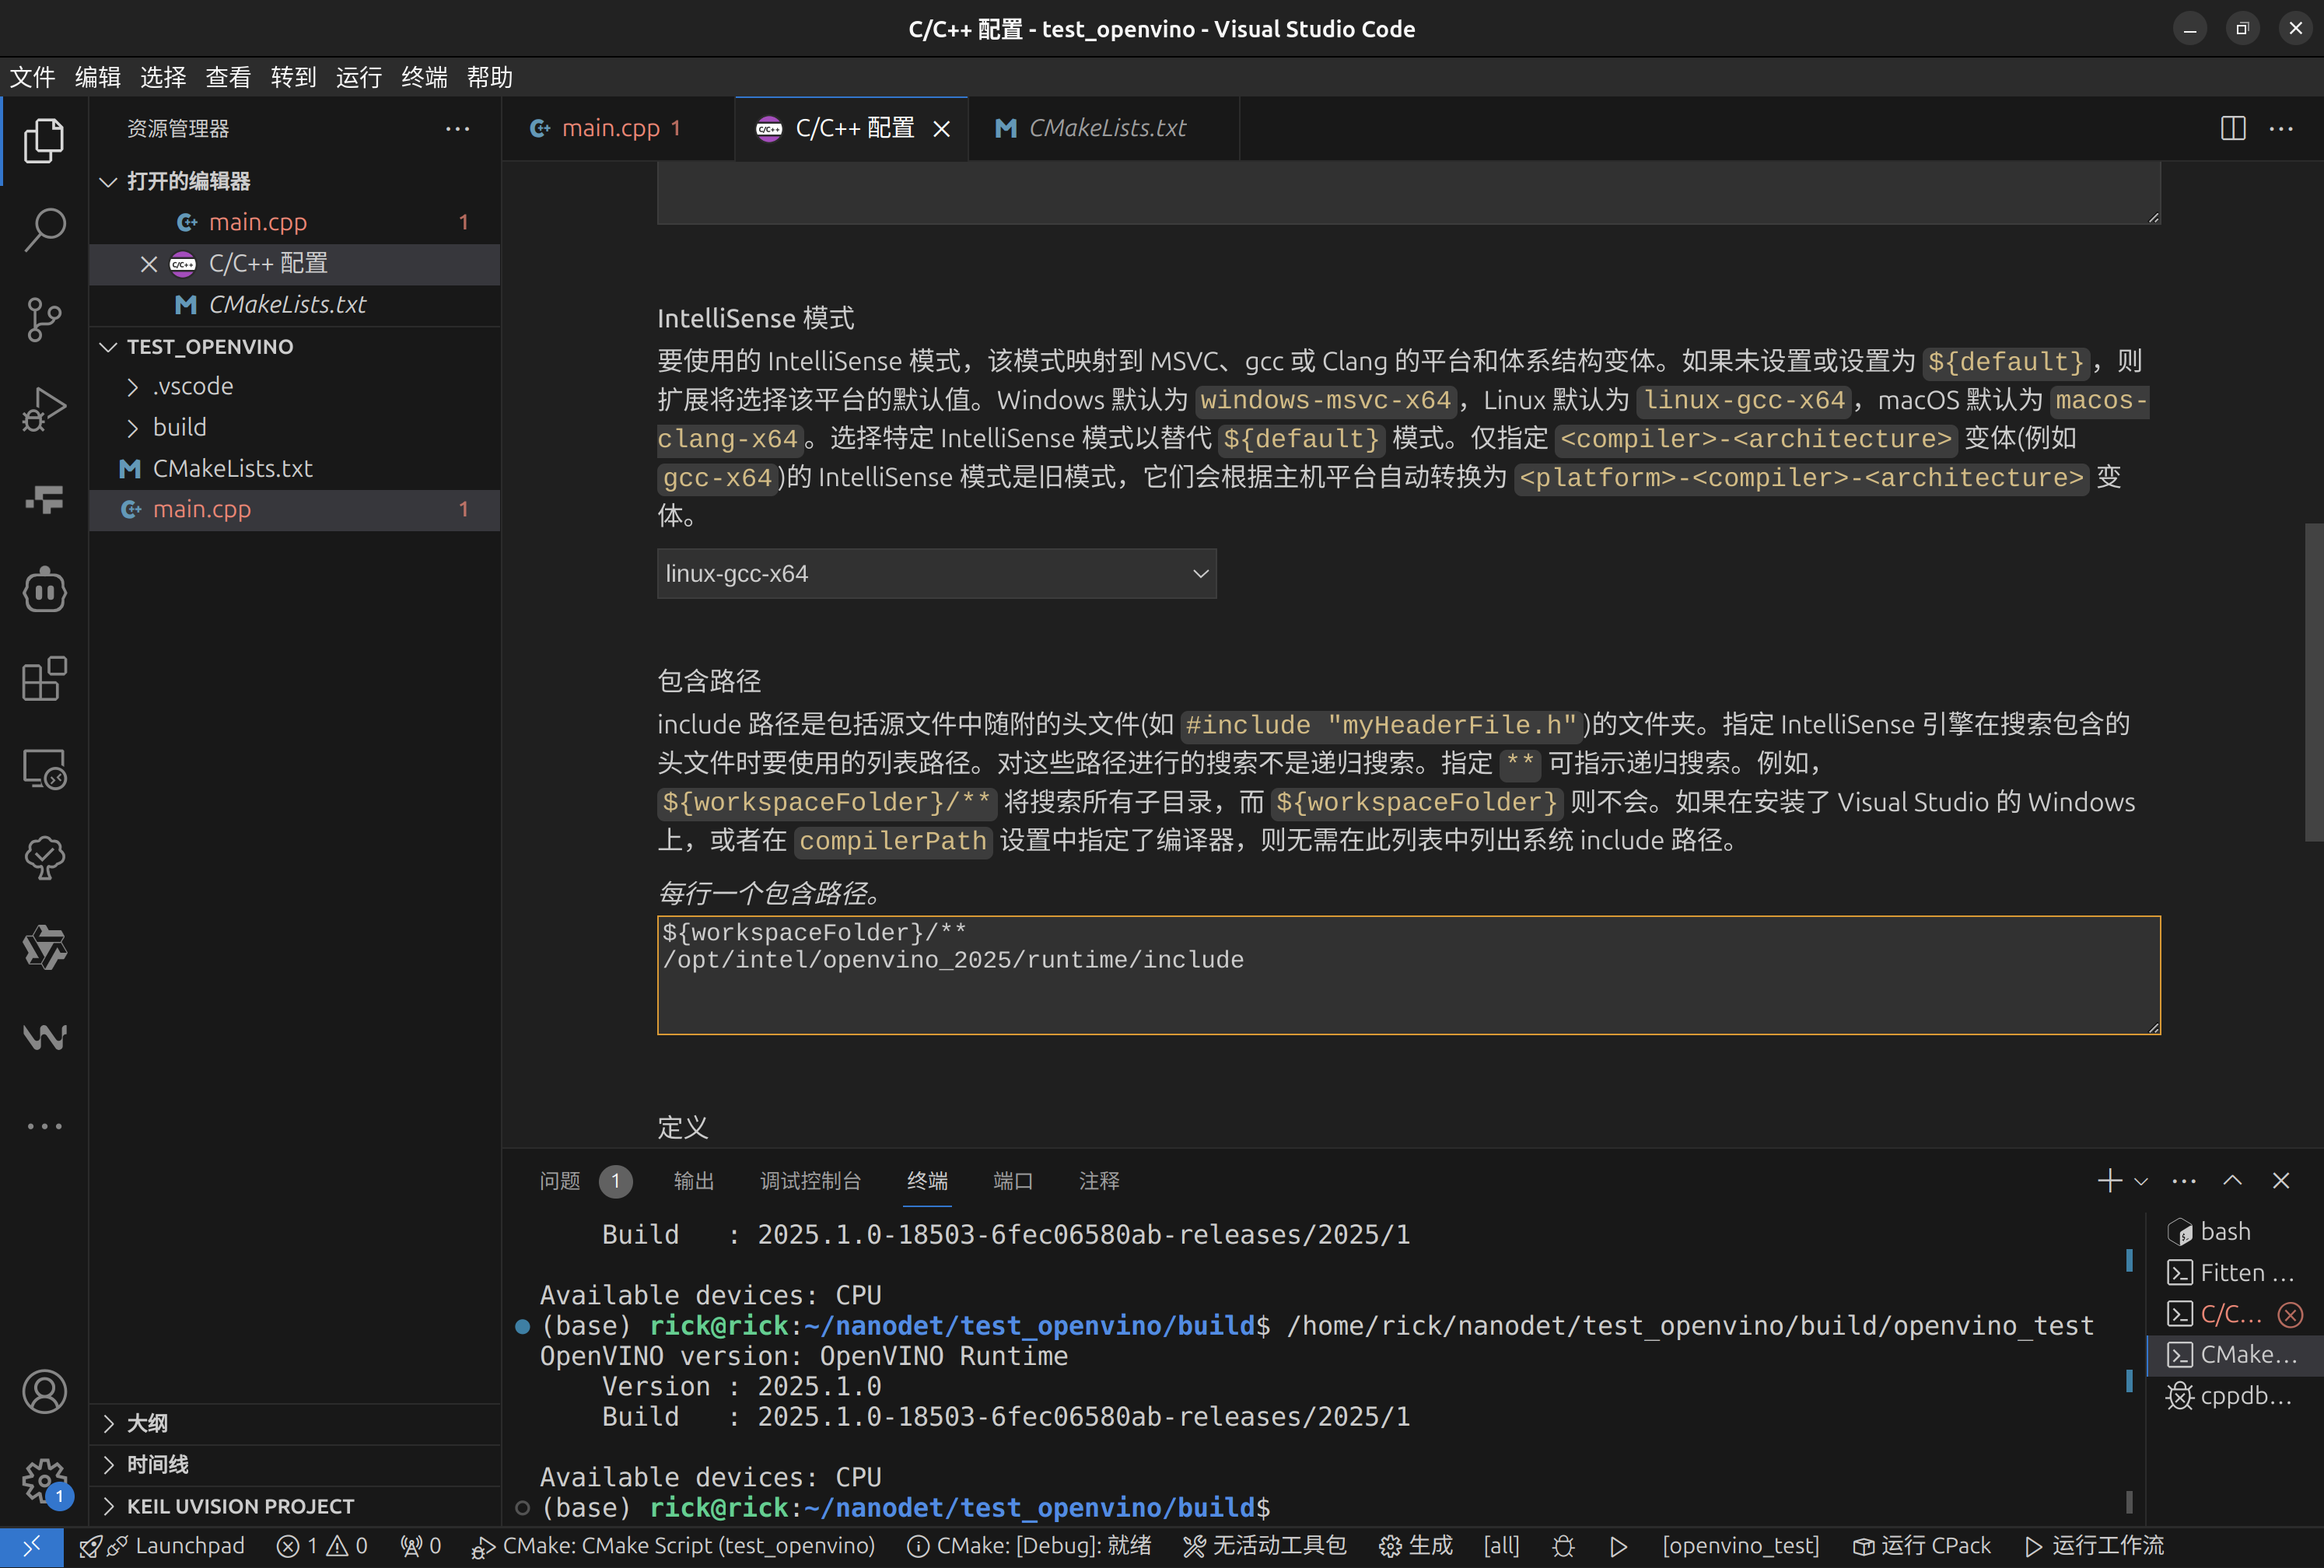 C/C++ 配置 - test_openvino - Visual Studio Code
文件 编辑 选择 查看 转到 运行 终端 帮助
资源管理器
打开的编辑器
main.cpp 1
C/C++ 配置
CMakeLists.txt
TEST_OPENVINO
.vscode
build
CMakeLists.txt
main.cpp 1
大纲
时间线
KEIL UVISION PROJECT
main.cpp 1 C/C++ 配置 CMakeLists.txt
IntelliSense 模式
要使用的 IntelliSense 模式，该模式映射到 MSVC、gcc 或 Clang 的平台和体系结构变体。如果未设置或设置为 ${default}，则
扩展将选择该平台的默认值。Windows 默认为 windows-msvc-x64，Linux 默认为 linux-gcc-x64，macOS 默认为 macos-
clang-x64。选择特定 IntelliSense 模式以替代 ${default} 模式。仅指定 <compiler>-<architecture> 变体(例如
gcc-x64)的 IntelliSense 模式是旧模式，它们会根据主机平台自动转换为 <platform>-<compiler>-<architecture> 变
体。
linux-gcc-x64
包含路径
include 路径是包括源文件中随附的头文件(如 #include "myHeaderFile.h")的文件夹。指定 IntelliSense 引擎在搜索包含的
头文件时要使用的列表路径。对这些路径进行的搜索不是递归搜索。指定 ** 可指示递归搜索。例如，
${workspaceFolder}/** 将搜索所有子目录，而 ${workspaceFolder} 则不会。如果在安装了 Visual Studio 的 Windows
上，或者在 compilerPath 设置中指定了编译器，则无需在此列表中列出系统 include 路径。
每行一个包含路径。
${workspaceFolder}/**
/opt/intel/openvino_2025/runtime/include
定义
问题 1 输出 调试控制台 终端 端口 注释
Build : 2025.1.0-18503-6fec06580ab-releases/2025/1
Available devices: CPU
(base) rick@rick:~/nanodet/test_openvino/build$ /home/rick/nanodet/test_openvino/build/openvino_test
OpenVINO version: OpenVINO Runtime
Version : 2025.1.0
Build : 2025.1.0-18503-6fec06580ab-releases/2025/1
Available devices: CPU
(base) rick@rick:~/nanodet/test_openvino/build$
bash
Fitten ...
C/C...
CMake...
cppdb...
1
Launchpad 1 0 0 CMake: CMake Script (test_openvino) CMake: [Debug]: 就绪 无活动工具包 生成 [all] [openvino_test] 运行 CPack 运行工作流